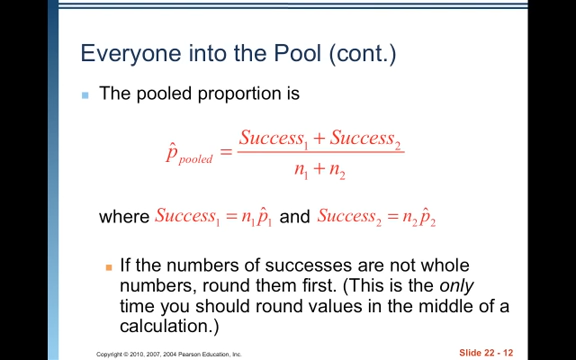 Everyone into the Pool (cont.)
The pooled proportion is
p̂pooled = (Success₁ + Success₂) / (n₁ + n₂)
where Success₁ = n₁p̂₁ and Success₂ = n₂p̂₂
If the numbers of successes are not whole
numbers, round them first. (This is the only
time you should round values in the middle of a
calculation.)
Copyright © 2010, 2007, 2004 Pearson Education, Inc.
Slide 22 - 12